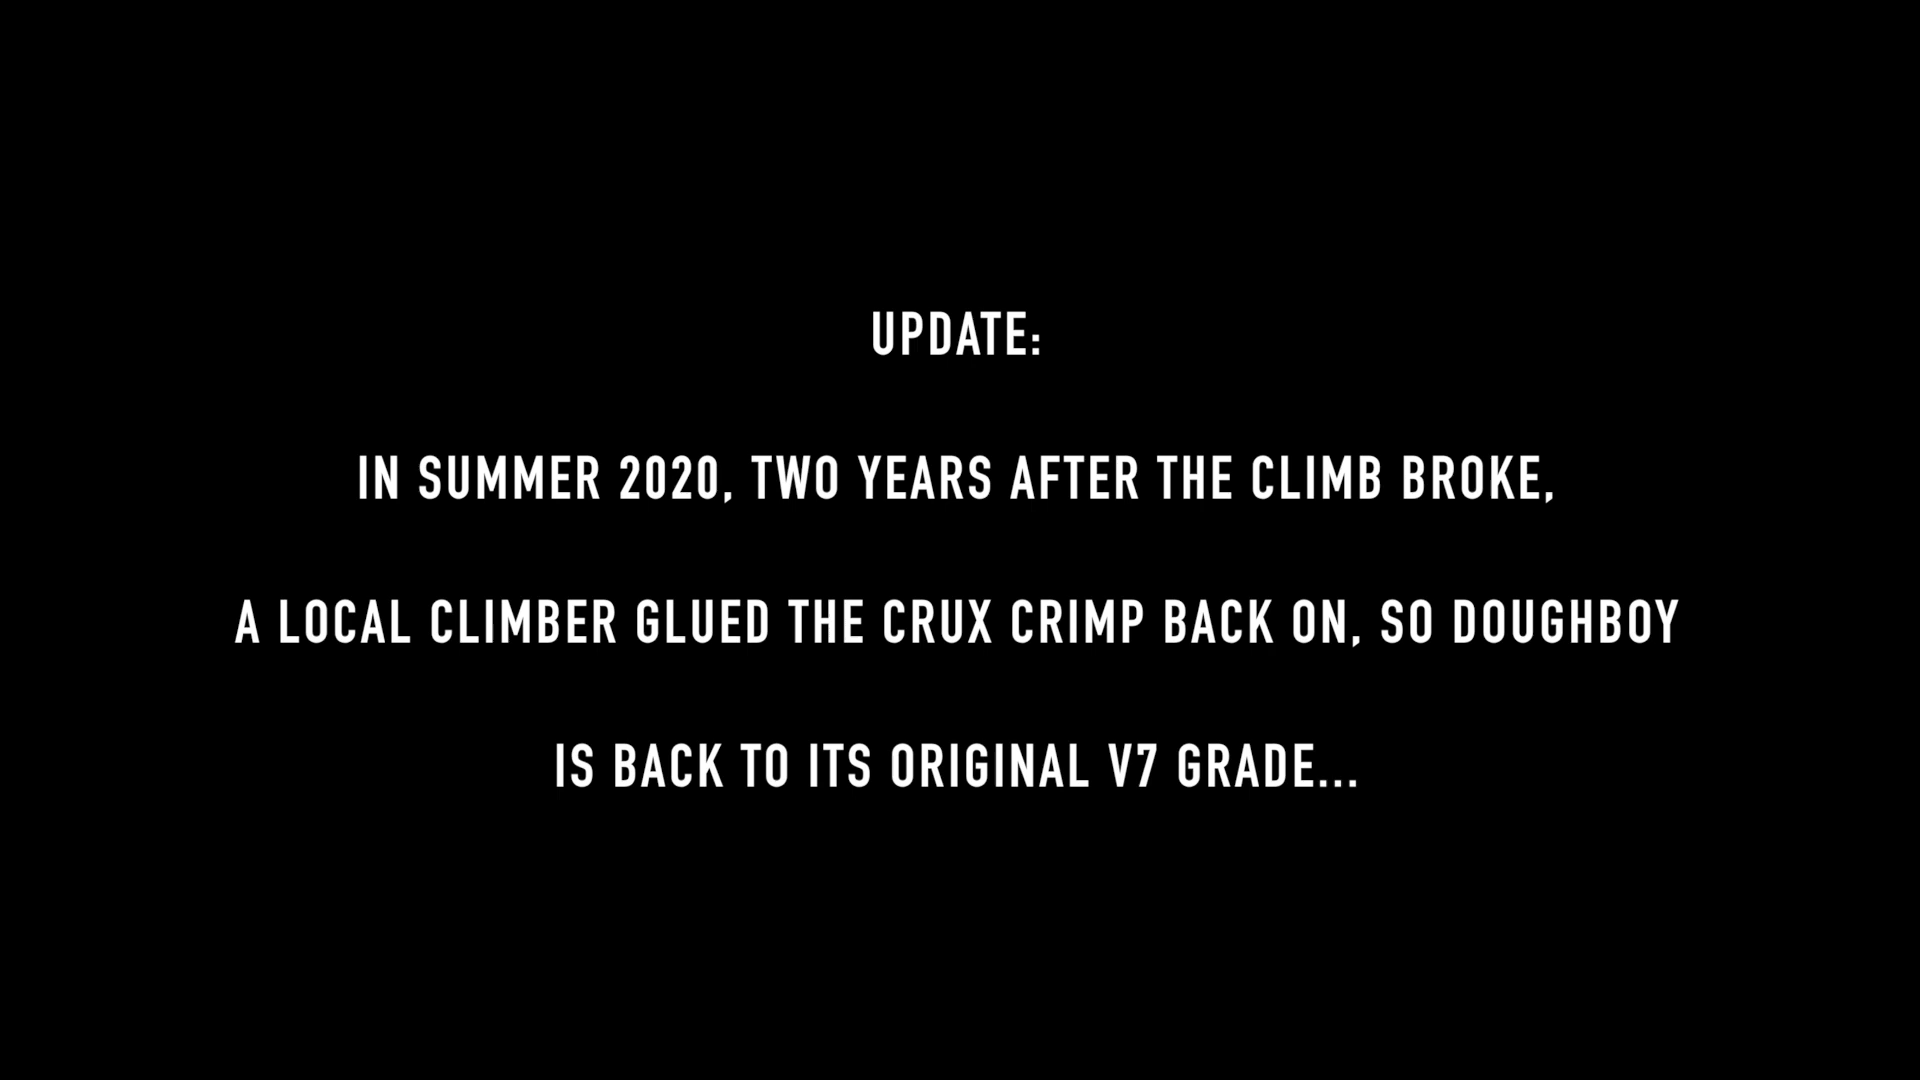 UPDATE:
IN SUMMER 2020, TWO YEARS AFTER THE CLIMB BROKE,
A LOCAL CLIMBER GLUED THE CRUX CRIMP BACK ON, SO DOUGHBOY
IS BACK TO ITS ORIGINAL V7 GRADE...